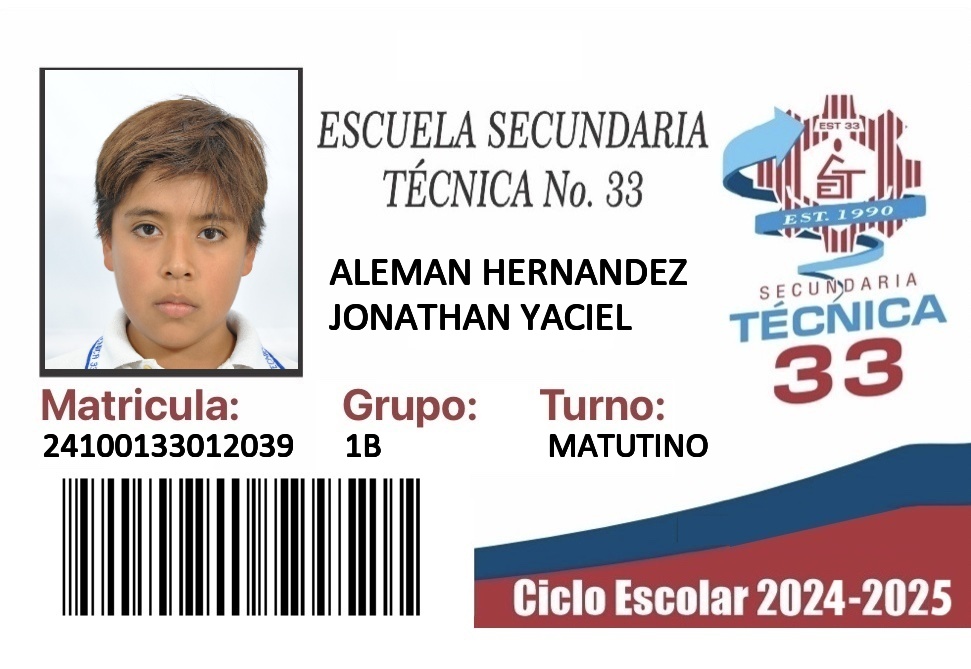 ESCUELA SECUNDARIA
TÉCNICA No. 33
ALEMAN HERNANDEZ
JONATHAN YACIEL
EST 33
EST. 1990
SECUNDARIA
TÉCNICA
33
Matricula: Grupo: Turno:
24100133012039 1B MATUTINO
Ciclo Escolar 2024-2025